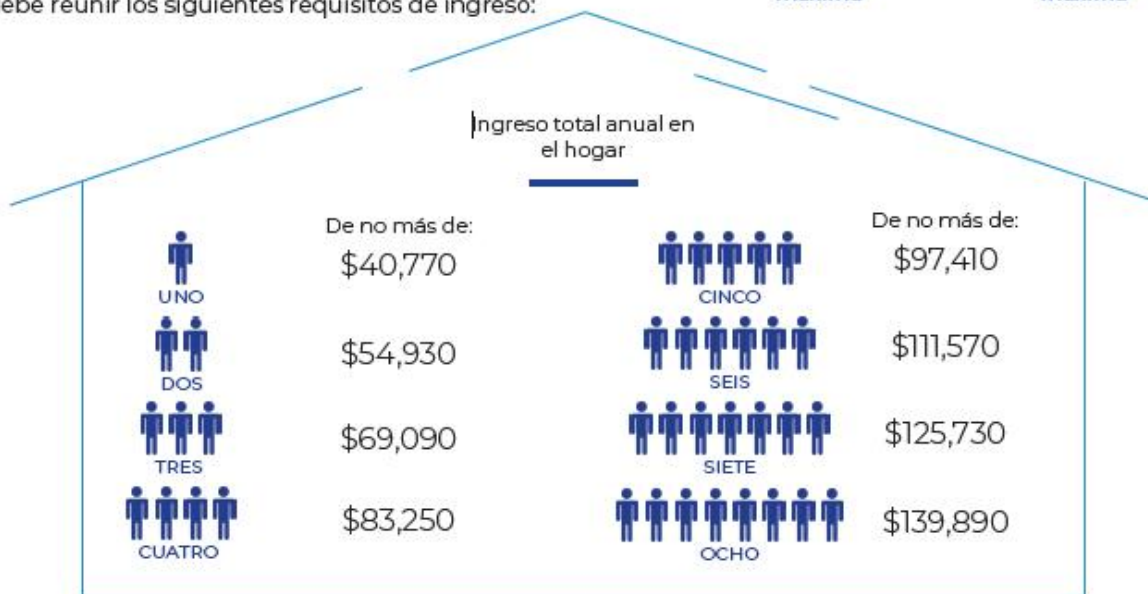 debe reunir los siguientes requisitos de ingreso:
Ingreso total anual en
el hogar
De no más de:
UNO
$40,770
DOS
$54,930
TRES
$69,090
CUATRO
$83,250
De no más de:
CINCO
$97,410
SEIS
$111,570
SIETE
$125,730
OCHO
$139,890